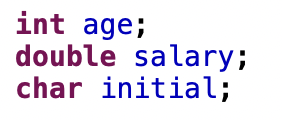 int age;
double salary;
char initial;